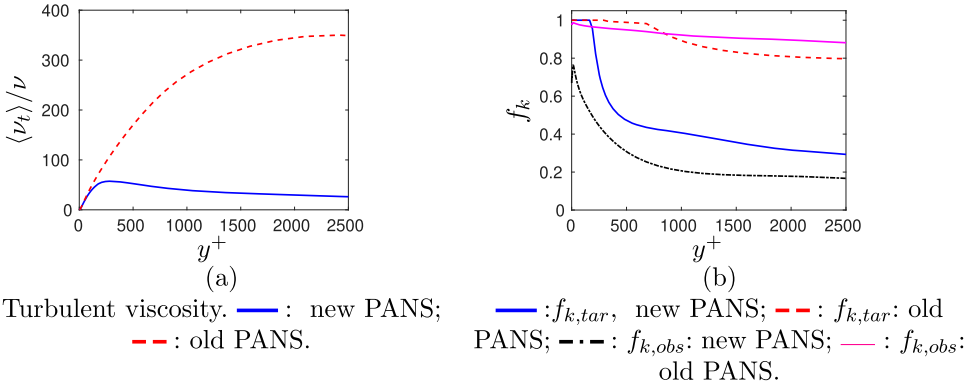 400
300
200
100
0
⟨ν_t⟩/ν
0 500 1000 1500 2000 2500
y⁺
(a)
Turbulent viscosity. : new PANS;
: old PANS.
1
0.8
0.6
0.4
0.2
0
f_k
0 500 1000 1500 2000 2500
y⁺
(b)
:f_{k,tar}, new PANS; : f_{k,tar}: old
PANS; : f_{k,obs}: new PANS; : f_{k,obs}:
old PANS.